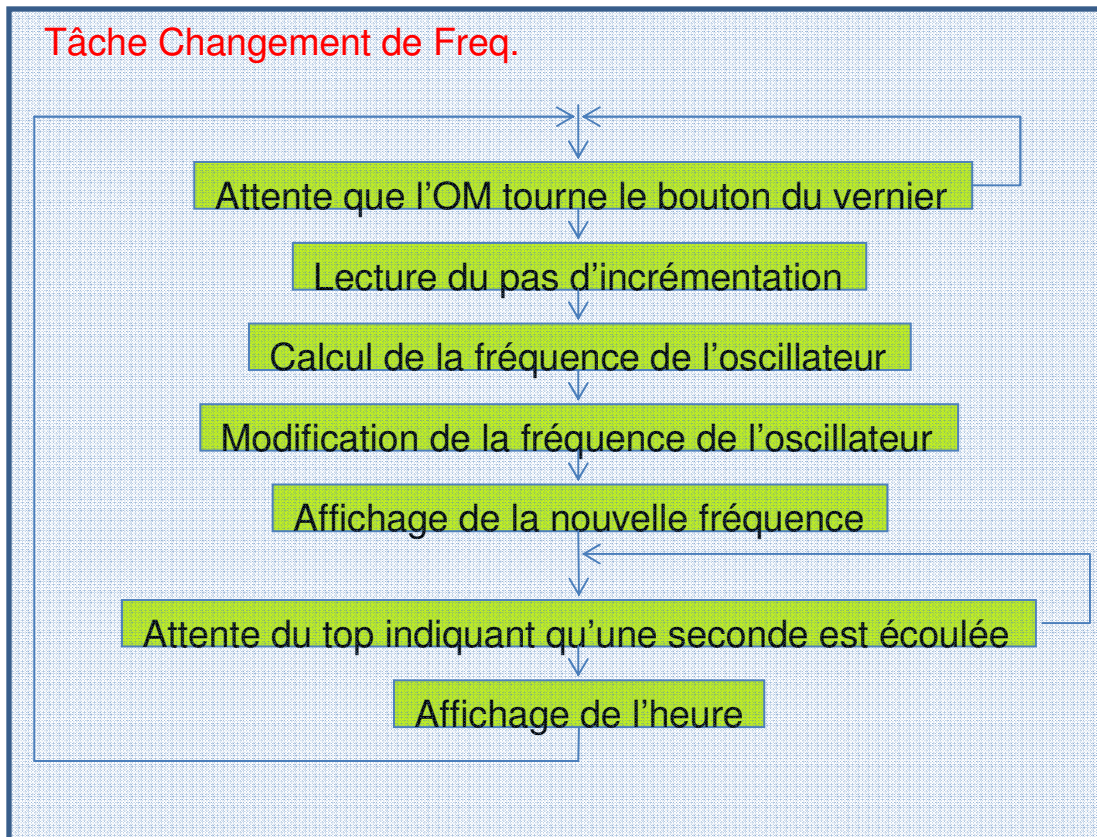 Tâche Changement de Freq.
Attente que l’OM tourne le bouton du vernier
Lecture du pas d’incrémentation
Calcul de la fréquence de l’oscillateur
Modification de la fréquence de l’oscillateur
Affichage de la nouvelle fréquence
Attente du top indiquant qu’une seconde est écoulée
Affichage de l’heure